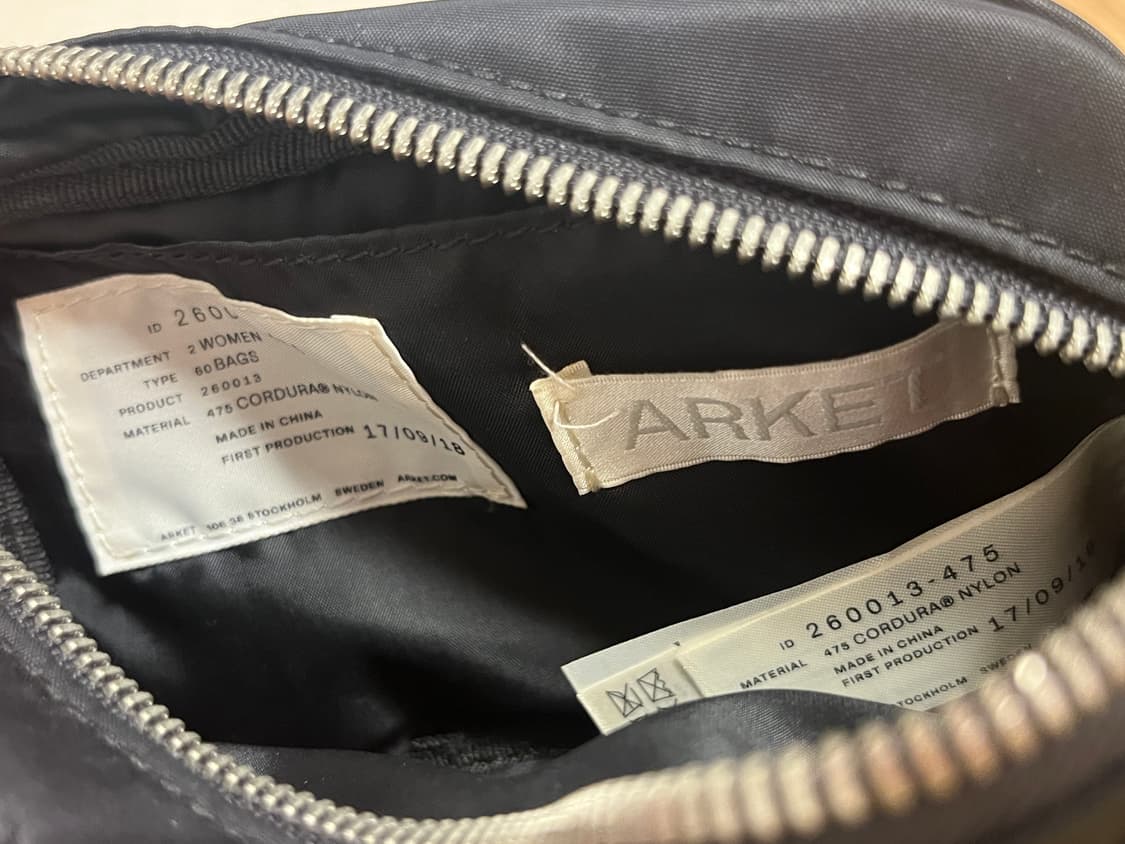 ID 260
DEPARTMENT 2 WOMEN
TYPE 60 BAGS
PRODUCT 260013
MATERIAL 475 CORDURA® NYLON
MADE IN CHINA
FIRST PRODUCTION 17/09/18
ARKET 106 38 STOCKHOLM SWEDEN ARKET.COM
ARKET
ID 260013-475
MATERIAL 475 CORDURA® NYLON
MADE IN CHINA
FIRST PRODUCTION 17/09/18
STOCKHOLM SWEDEN